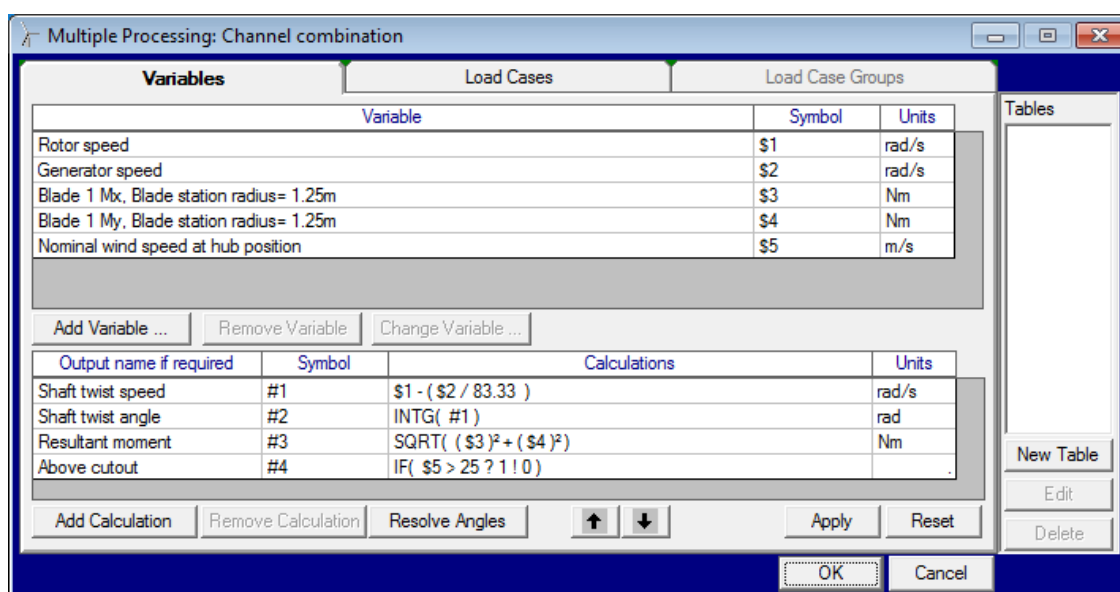 Multiple Processing: Channel combination
Variables Load Cases Load Case Groups
Variable Symbol Units
Rotor speed $1 rad/s
Generator speed $2 rad/s
Blade 1 Mx, Blade station radius= 1.25m $3 Nm
Blade 1 My, Blade station radius= 1.25m $4 Nm
Nominal wind speed at hub position $5 m/s
Add Variable ... Remove Variable Change Variable ...
Output name if required Symbol Calculations Units
Shaft twist speed #1 $1 - ( $2 / 83.33 ) rad/s
Shaft twist angle #2 INTG( #1 ) rad
Resultant moment #3 SQRT( ( $3 )² + ( $4 )² ) Nm
Above cutout #4 IF( $5 > 25 ? 1 ! 0 ) .
Add Calculation Remove Calculation Resolve Angles Apply Reset
Tables
New Table
Edit
Delete
OK Cancel